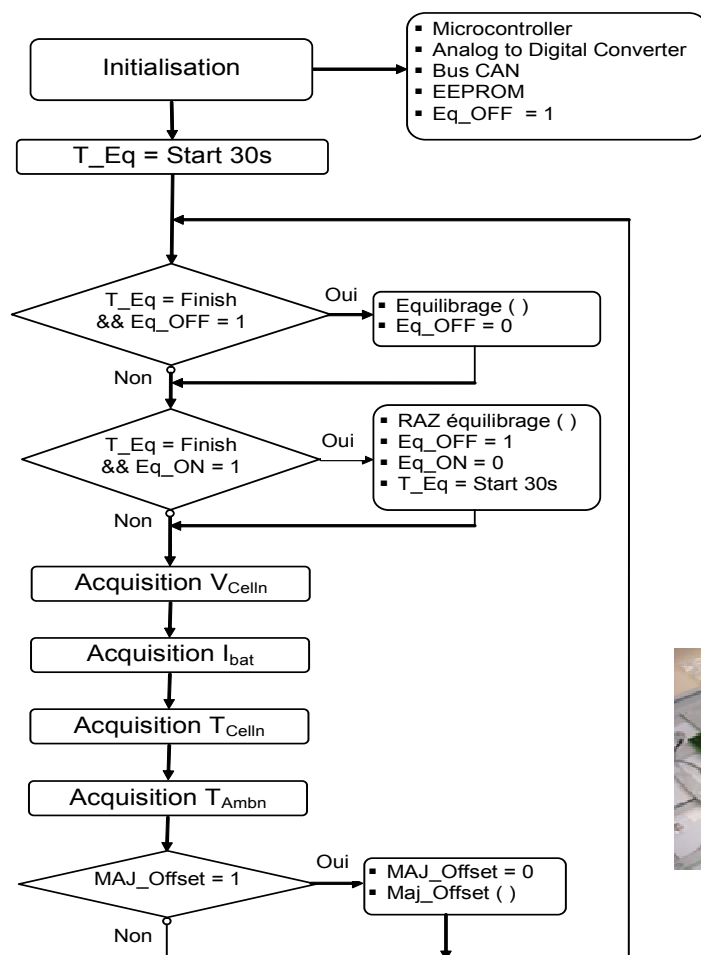 Initialisation
▪ Microcontroller
▪ Analog to Digital Converter
▪ Bus CAN
▪ EEPROM
▪ Eq_OFF = 1
T_Eq = Start 30s
T_Eq = Finish
&& Eq_OFF = 1
Oui
▪ Equilibrage ( )
▪ Eq_OFF = 0
Non
T_Eq = Finish
&& Eq_ON = 1
Oui
▪ RAZ équilibrage ( )
▪ Eq_OFF = 1
▪ Eq_ON = 0
▪ T_Eq = Start 30s
Non
Acquisition VCelln
Acquisition Ibat
Acquisition TCelln
Acquisition TAmbn
MAJ_Offset = 1
Oui
▪ MAJ_Offset = 0
▪ Maj_Offset ( )
Non